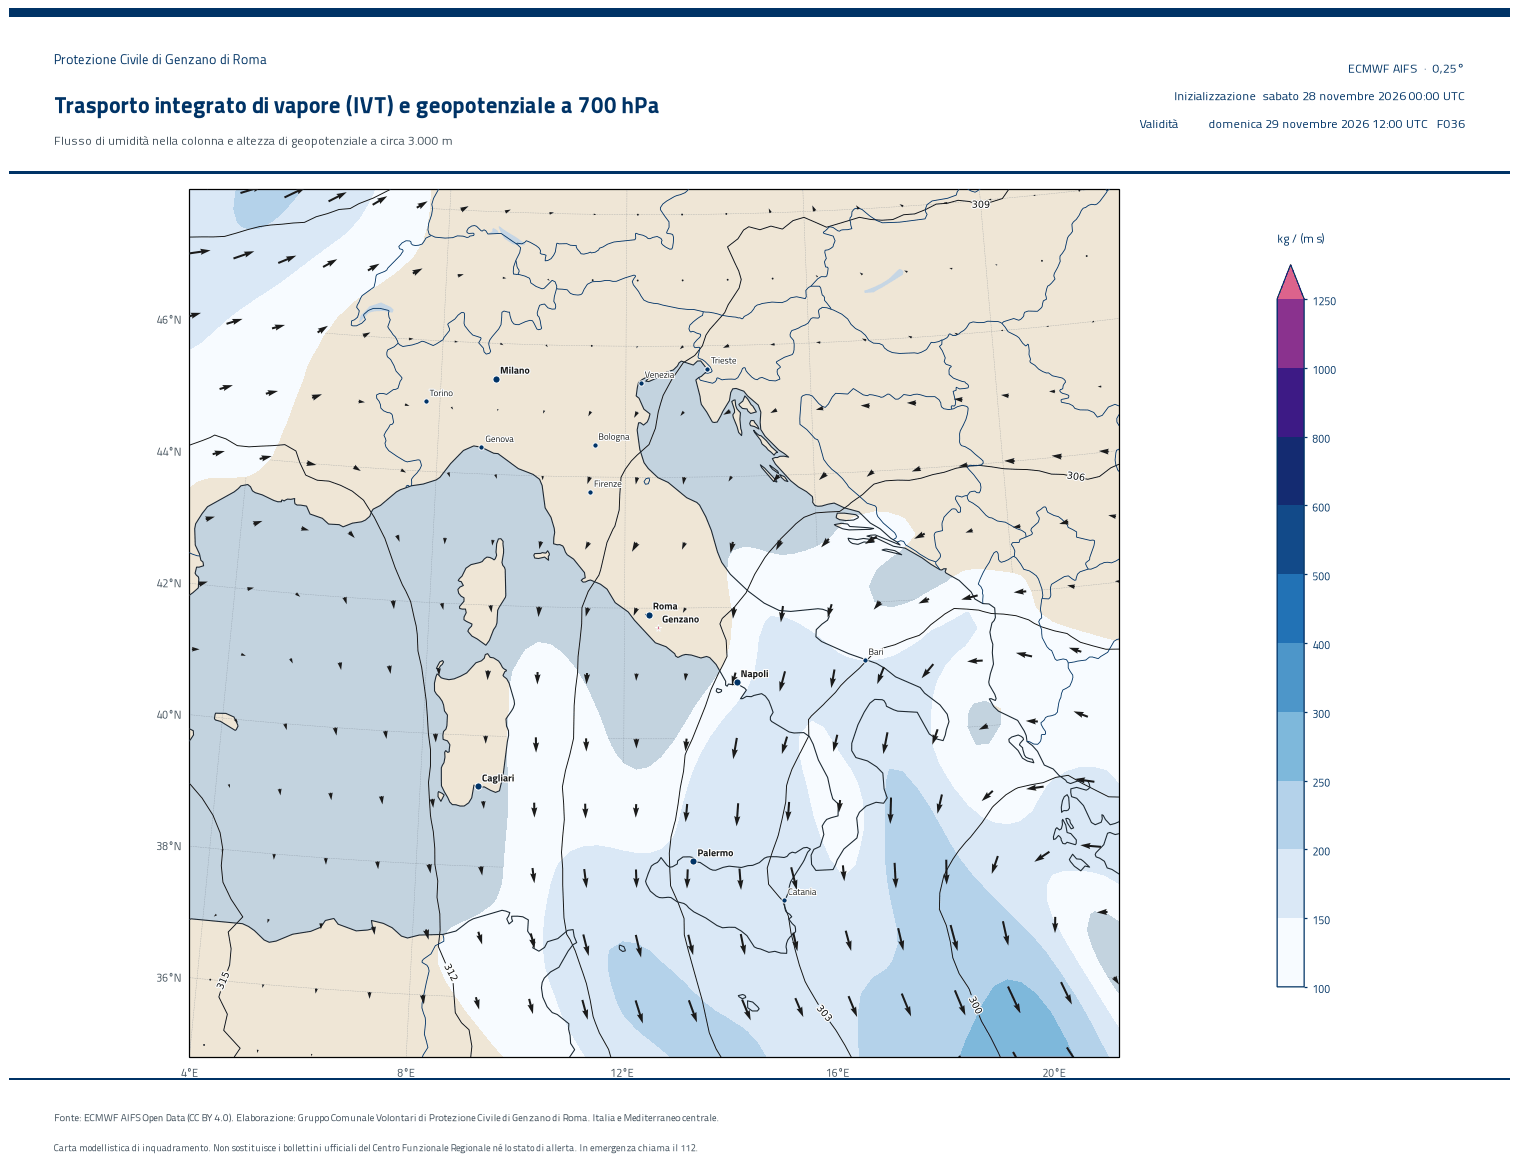 Protezione Civile di Genzano di Roma
Trasporto integrato di vapore (IVT) e geopotenziale a 700 hPa
Flusso di umidità nella colonna e altezza di geopotenziale a circa 3.000 m
ECMWF AIFS · 0,25°
Inizializzazione sabato 28 novembre 2026 00:00 UTC
Validità domenica 29 novembre 2026 12:00 UTC F036
kg / (m s)
1250
1000
800
600
500
400
300
250
200
150
100
46°N
44°N
42°N
40°N
38°N
36°N
4°E
8°E
12°E
16°E
20°E
309
306
Trieste
Venezia
Milano
Torino
Genova
Bologna
Firenze
Roma
Genzano
Bari
Napoli
Cagliari
Palermo
Catania
315
312
303
300
Fonte: ECMWF AIFS Open Data (CC BY 4.0). Elaborazione: Gruppo Comunale Volontari di Protezione Civile di Genzano di Roma. Italia e Mediterraneo centrale.
Carta modellistica di inquadramento. Non sostituisce i bollettini ufficiali del Centro Funzionale Regionale né lo stato di allerta. In emergenza chiama il 112.